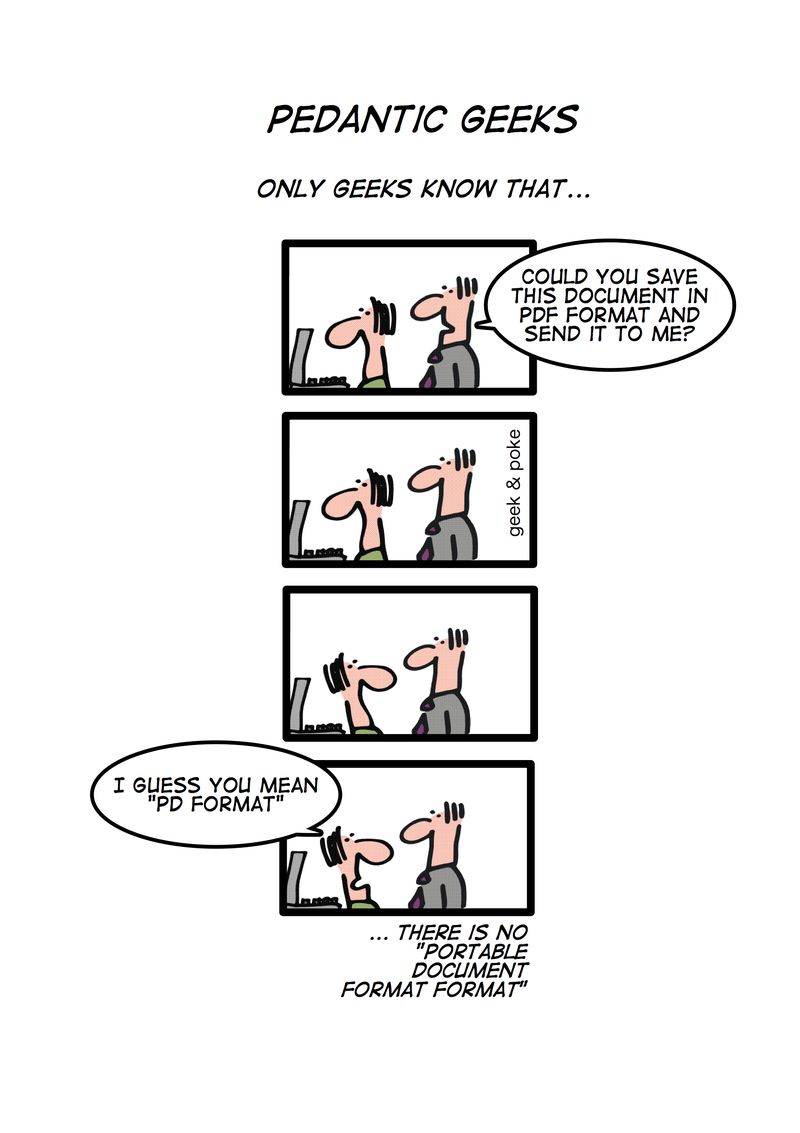 PEDANTIC GEEKS
ONLY GEEKS KNOW THAT...
COULD YOU SAVE
THIS DOCUMENT IN
PDF FORMAT AND
SEND IT TO ME?
geek & poke
I GUESS YOU MEAN
"PD FORMAT"
... THERE IS NO
"PORTABLE
DOCUMENT
FORMAT FORMAT"